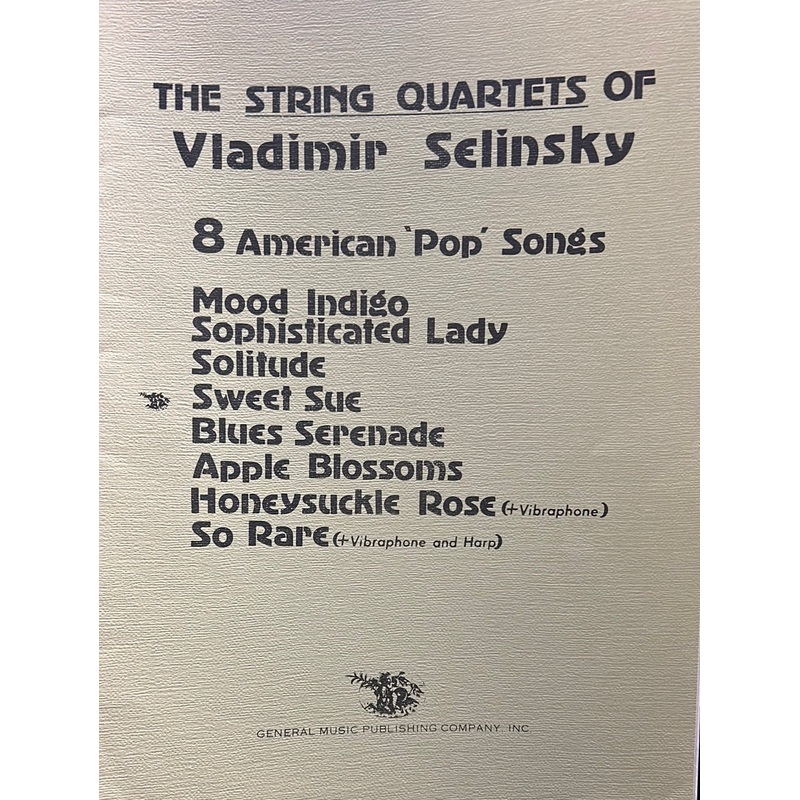 THE STRING QUARTETS OF
Vladimir Selinsky
8 American 'Pop' Songs
Mood Indigo
Sophisticated Lady
Solitude
Sweet Sue
Blues Serenade
Apple Blossoms
Honeysuckle Rose (+Vibraphone)
So Rare (+Vibraphone and Harp)
GENERAL MUSIC PUBLISHING COMPANY, INC.